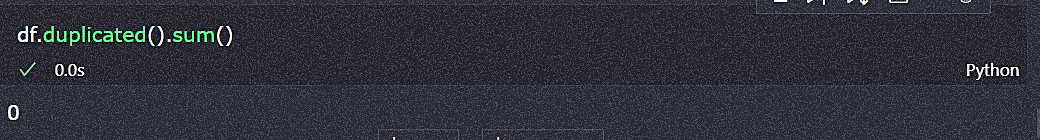 df.duplicated().sum()
0.0s
Python
0